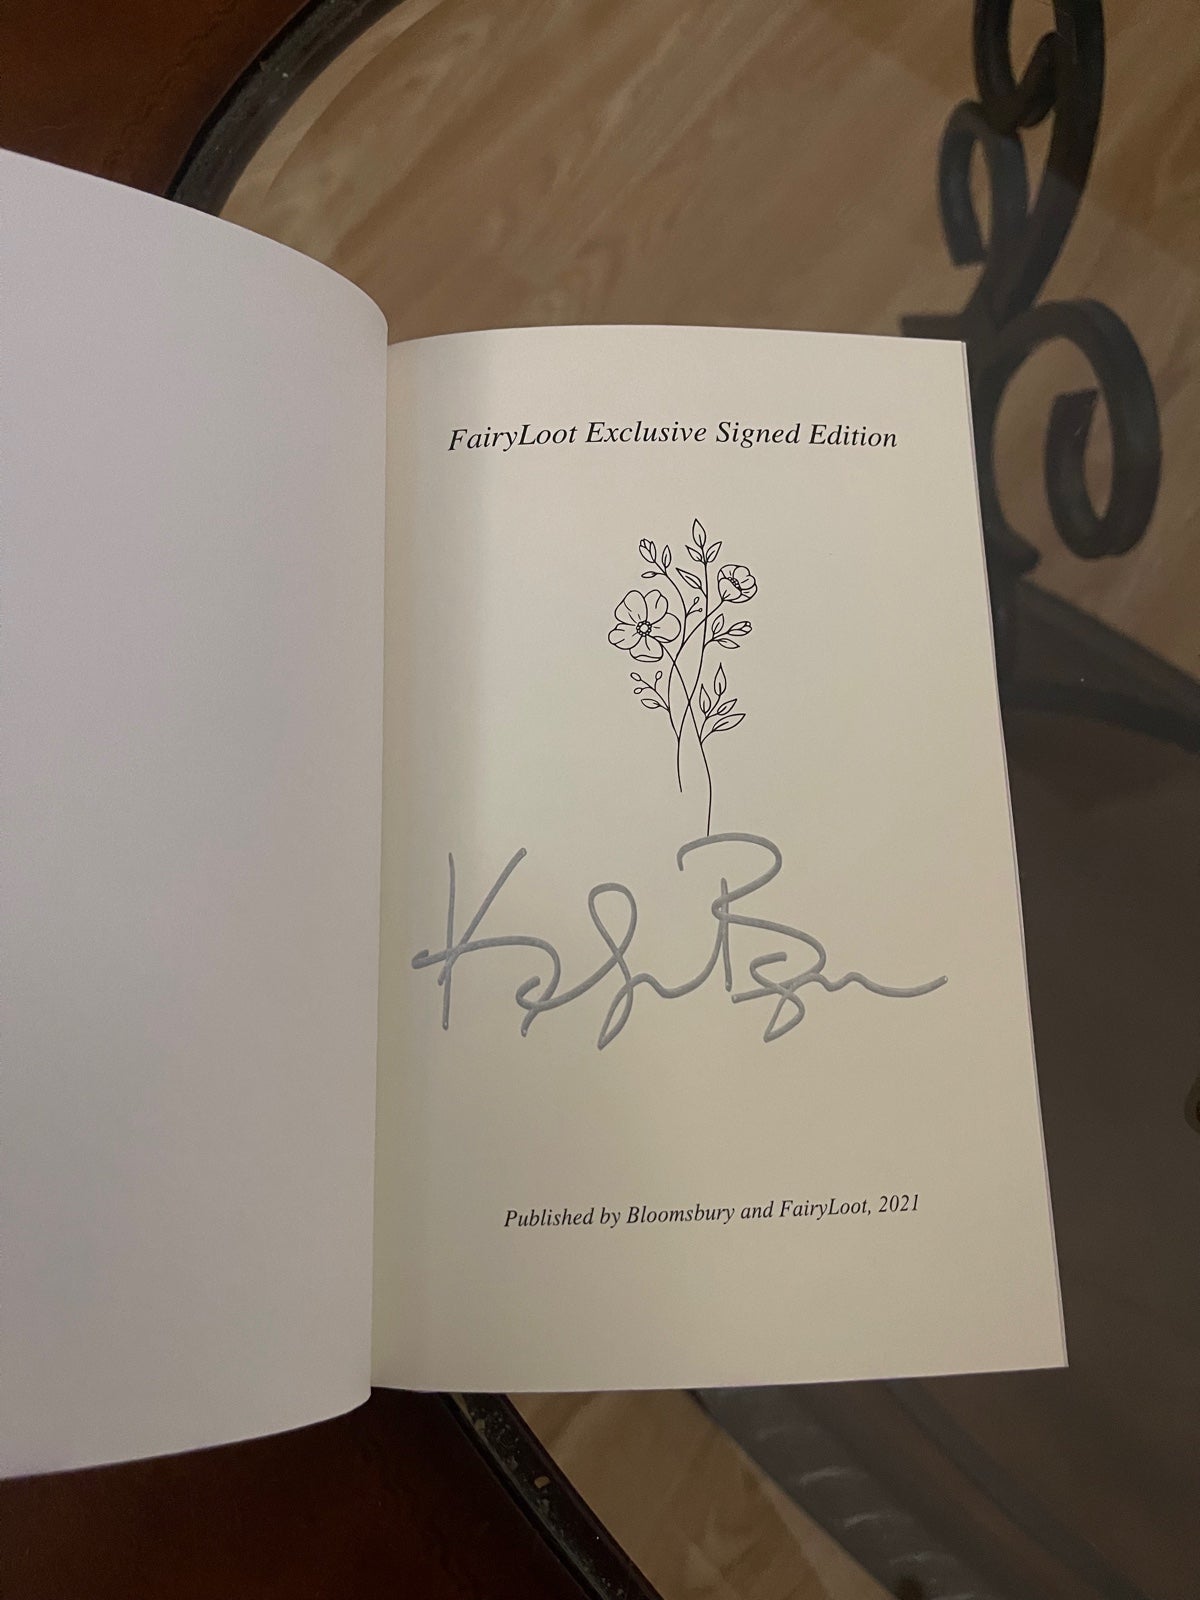 FairyLoot Exclusive Signed Edition
Published by Bloomsbury and FairyLoot, 2021